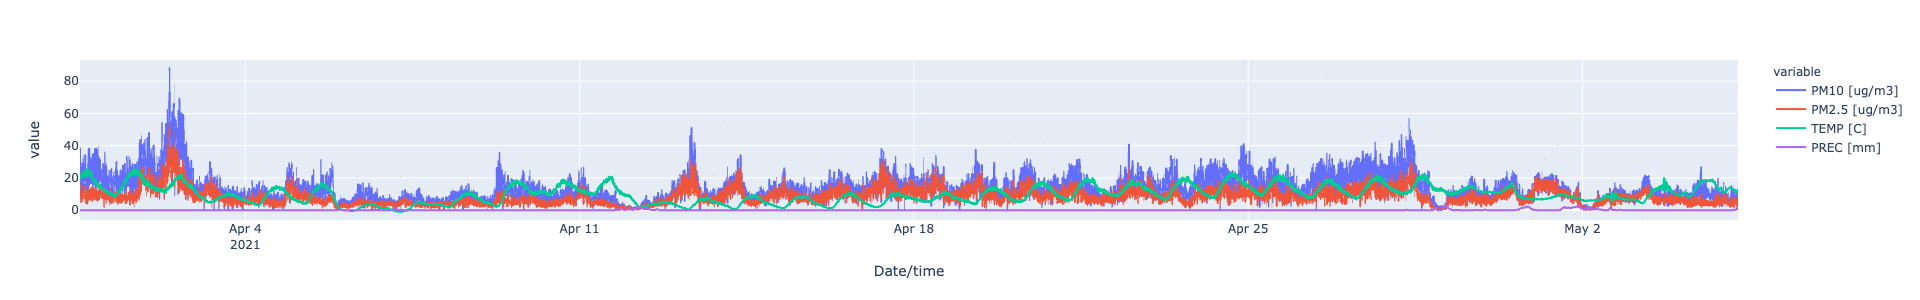 variable
PM10 [ug/m3]
PM2.5 [ug/m3]
TEMP [C]
PREC [mm]
value
80
60
40
20
0
Apr 4
2021
Apr 11
Apr 18
Apr 25
May 2
Date/time